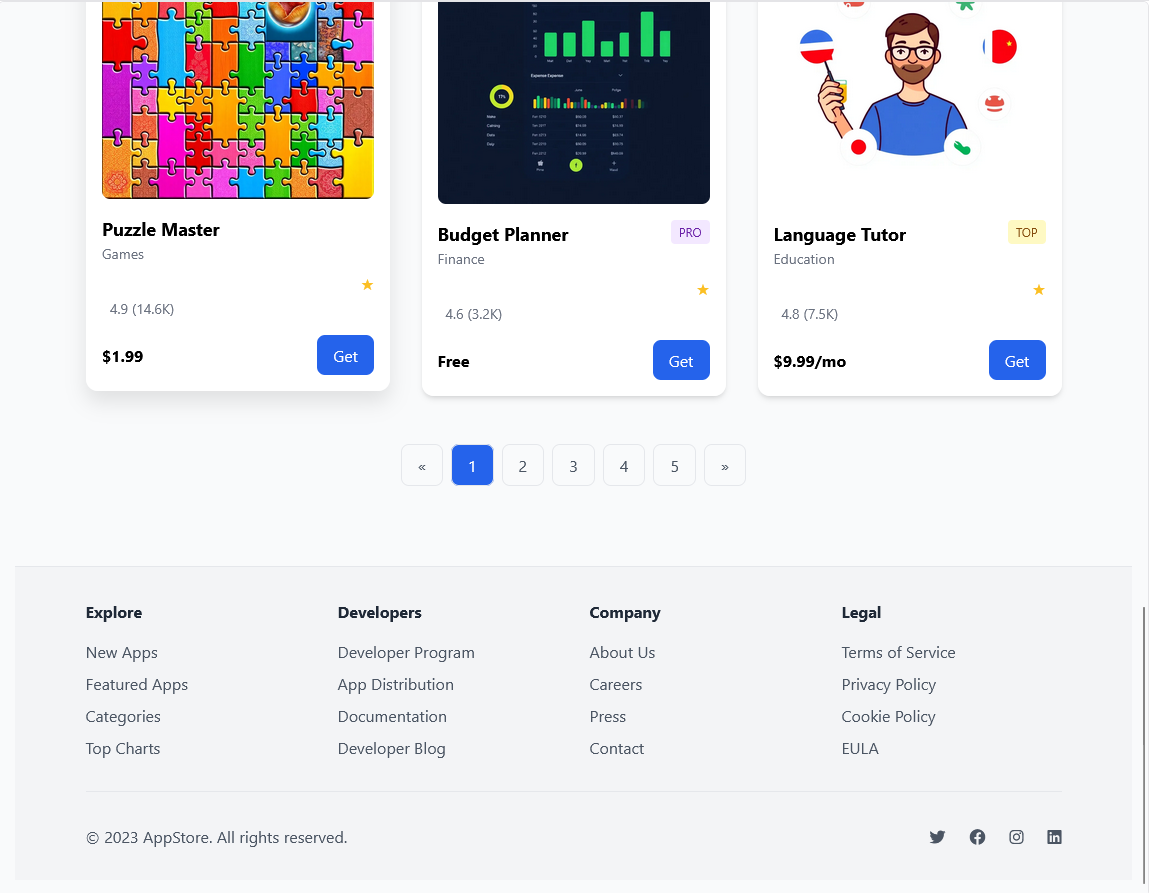 Expense Expense
Puzzle Master
Games
★
4.9 (14.6K)
$1.99
Get
Budget Planner
PRO
Finance
★
4.6 (3.2K)
Free
Get
Language Tutor
TOP
Education
★
4.8 (7.5K)
$9.99/mo
Get
« 1 2 3 4 5 »
Explore
New Apps
Featured Apps
Categories
Top Charts
Developers
Developer Program
App Distribution
Documentation
Developer Blog
Company
About Us
Careers
Press
Contact
Legal
Terms of Service
Privacy Policy
Cookie Policy
EULA
© 2023 AppStore. All rights reserved.